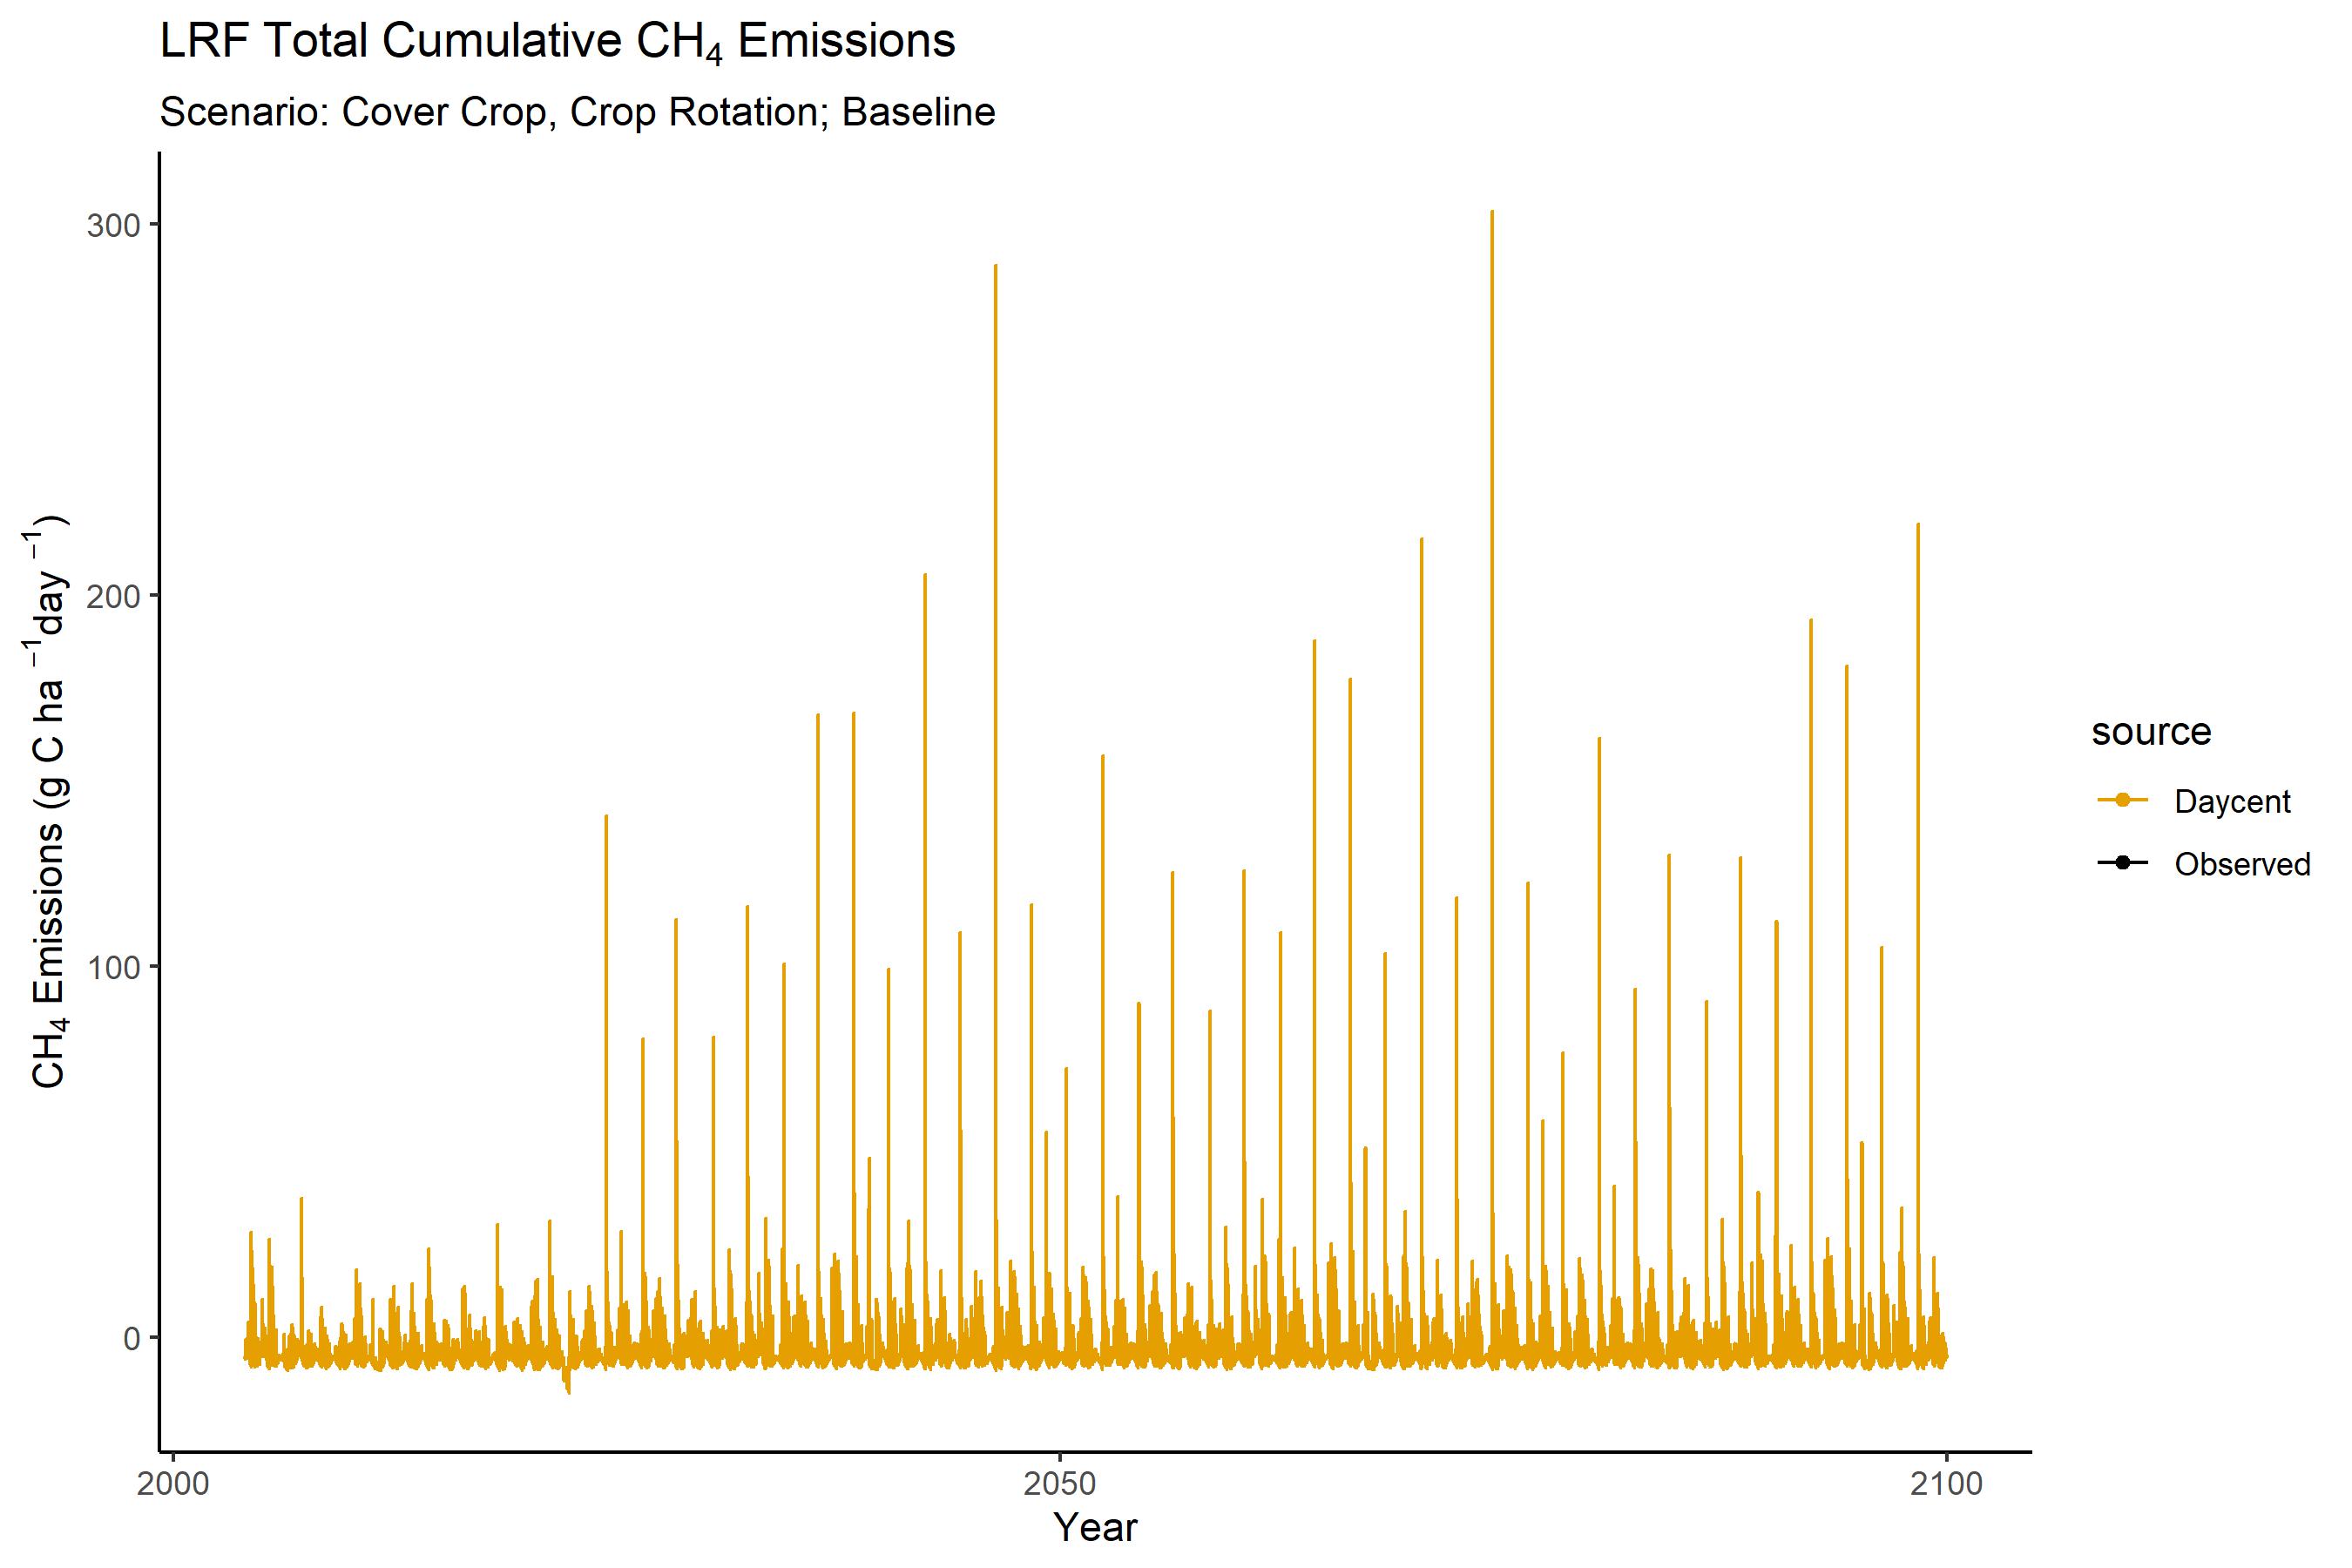 LRF Total Cumulative CH₄ Emissions
Scenario: Cover Crop, Crop Rotation; Baseline
CH₄ Emissions (g C ha ⁻¹day ⁻¹)
300
200
100
0
2000
2050
2100
Year
source
Daycent
Observed